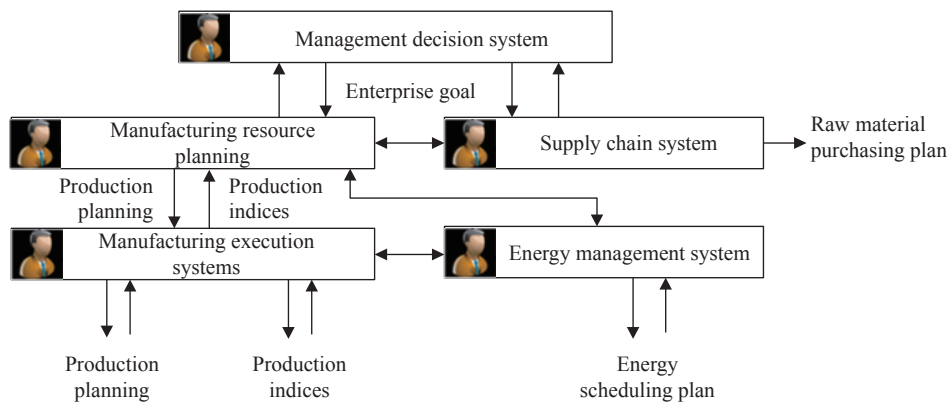 Management decision system
Enterprise goal
Manufacturing resource
planning
Supply chain system
Raw material
purchasing plan
Production
planning
Production
indices
Manufacturing execution
systems
Energy management system
Production
planning
Production
indices
Energy
scheduling plan